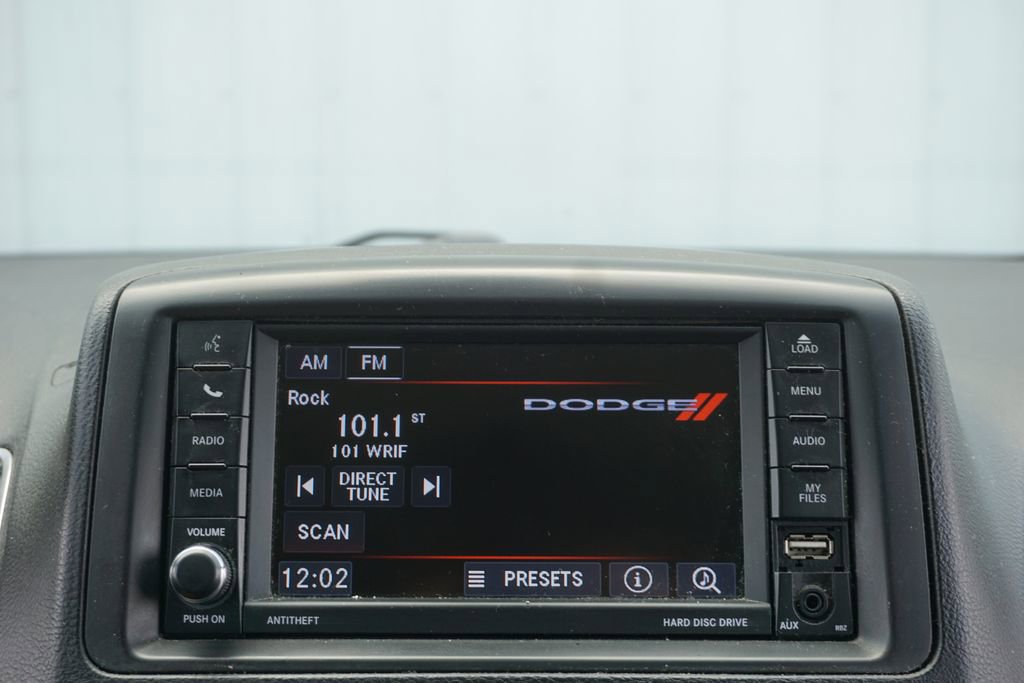 AM
FM
Rock
101.1 ST
101 WRIF
DIRECT
TUNE
SCAN
12:02
PRESETS
DODGE
RADIO
MEDIA
VOLUME
PUSH ON
ANTITHEFT
HARD DISC DRIVE
LOAD
MENU
AUDIO
MY
FILES
AUX
RBZ